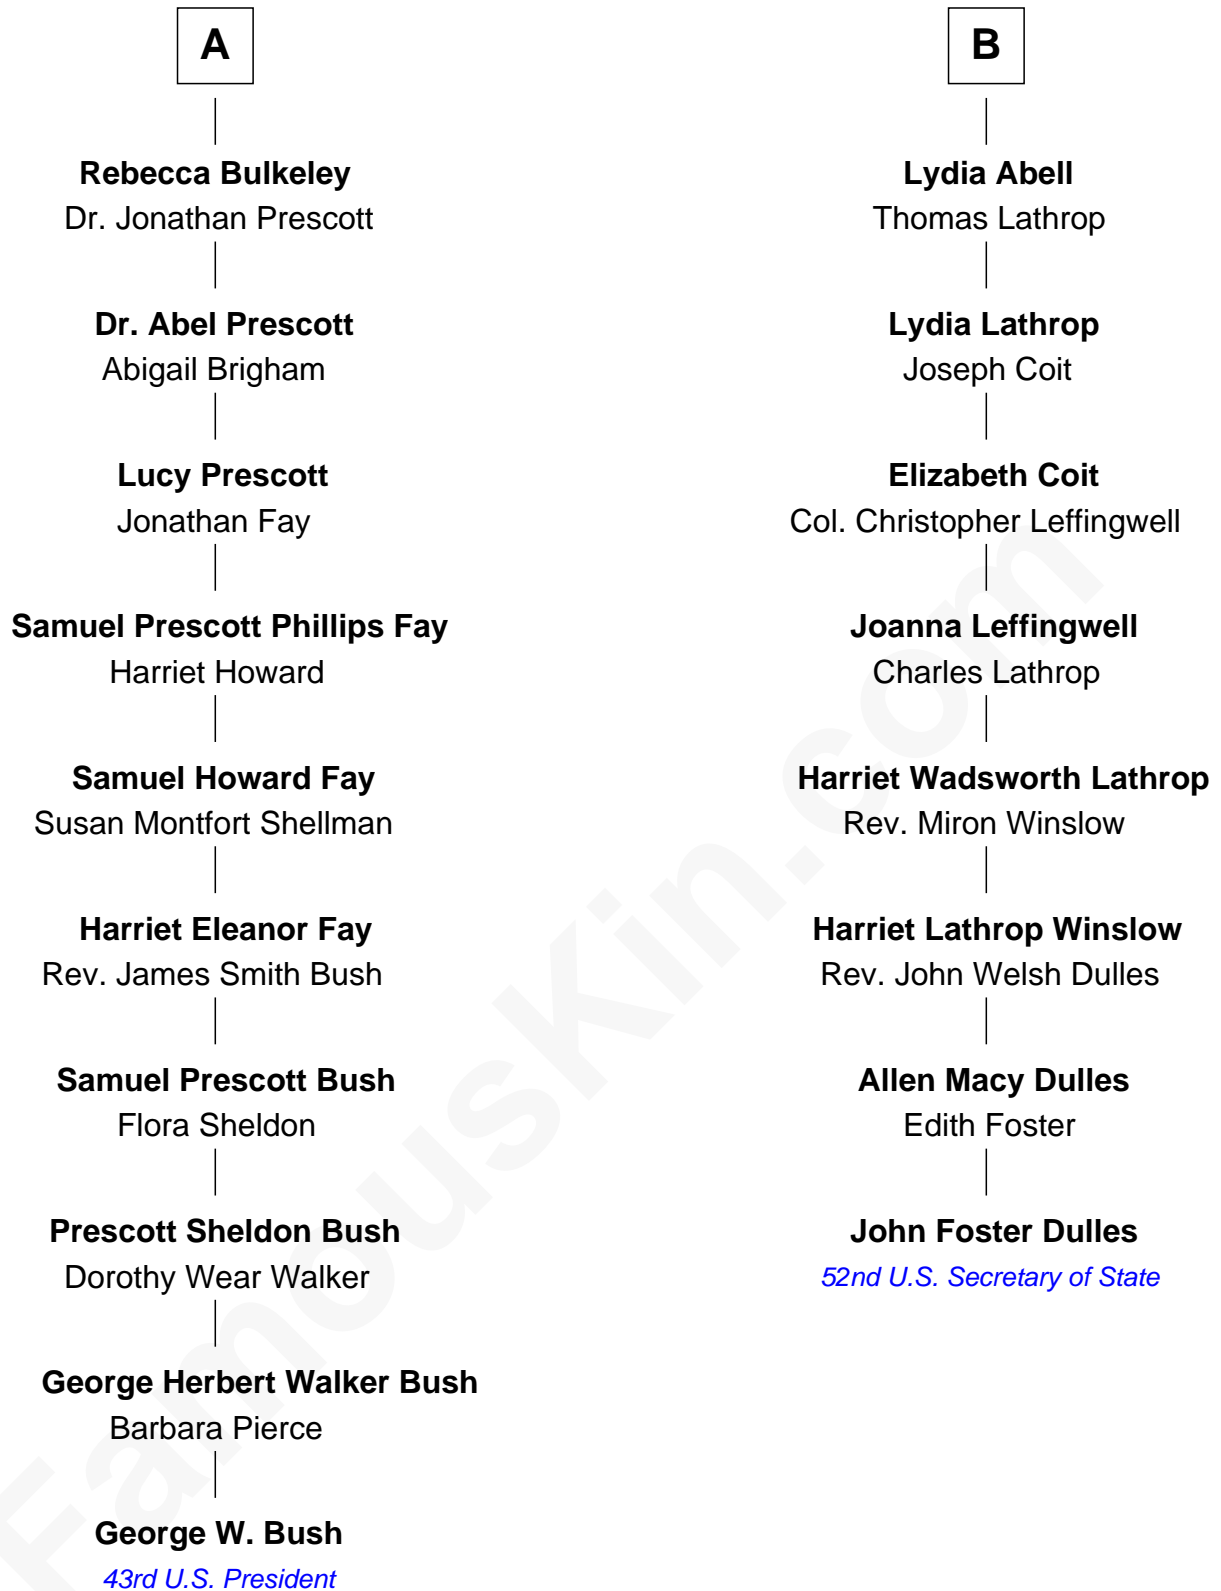 A
Rebecca Bulkeley
Dr. Jonathan Prescott
Dr. Abel Prescott
Abigail Brigham
Lucy Prescott
Jonathan Fay
Samuel Prescott Phillips Fay
Harriet Howard
Samuel Howard Fay
Susan Montfort Shellman
Harriet Eleanor Fay
Rev. James Smith Bush
Samuel Prescott Bush
Flora Sheldon
Prescott Sheldon Bush
Dorothy Wear Walker
George Herbert Walker Bush
Barbara Pierce
George W. Bush
43rd U.S. President
B
Lydia Abell
Thomas Lathrop
Lydia Lathrop
Joseph Coit
Elizabeth Coit
Col. Christopher Leffingwell
Joanna Leffingwell
Charles Lathrop
Harriet Wadsworth Lathrop
Rev. Miron Winslow
Harriet Lathrop Winslow
Rev. John Welsh Dulles
Allen Macy Dulles
Edith Foster
John Foster Dulles
52nd U.S. Secretary of State
FamousKin.com